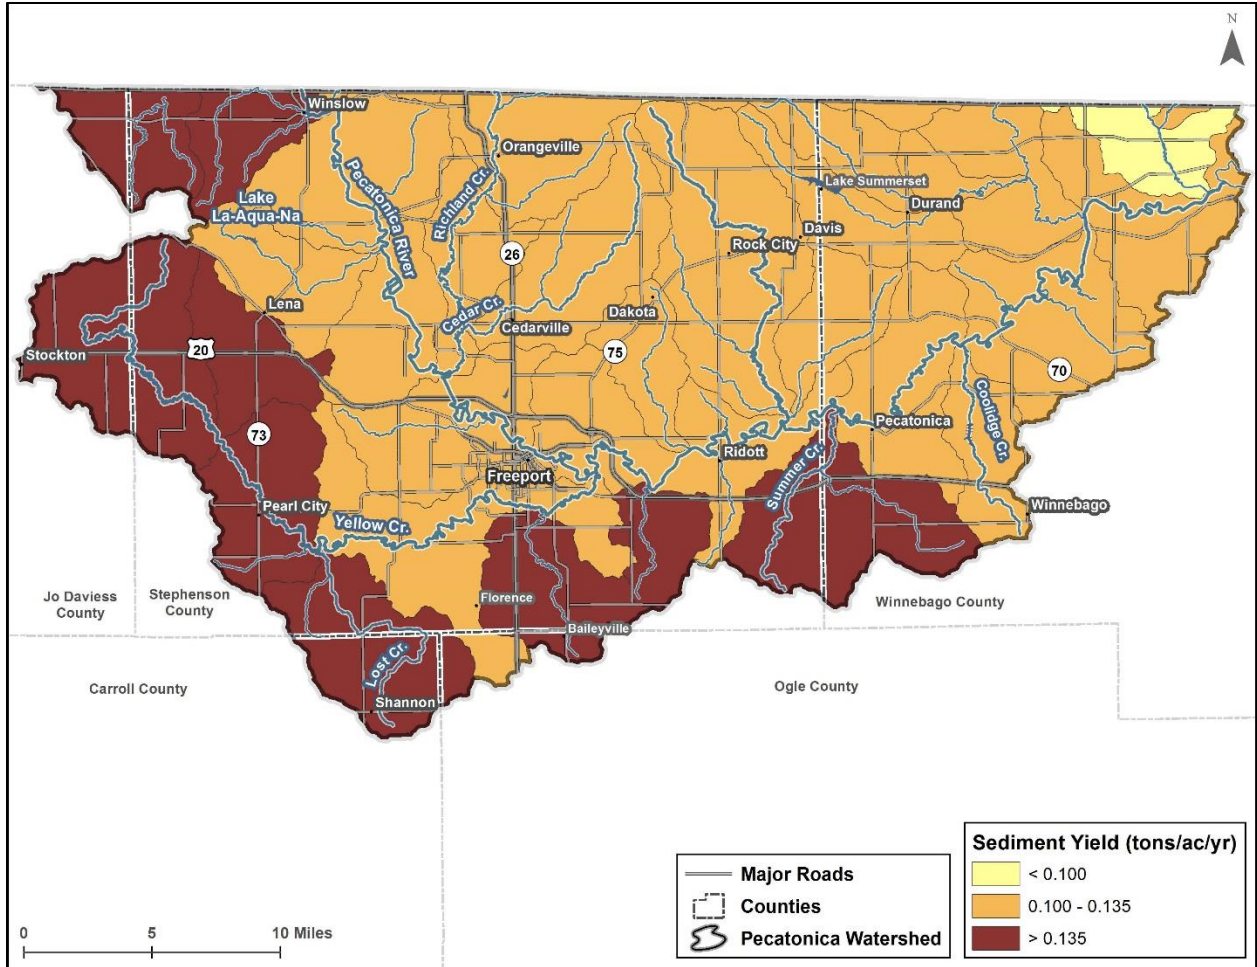 N
Winslow
Orangeville
Pecatonica River
Richland Cr.
Lake
La-Aqua-Na
Lake Summerset
Durand
Davis
Rock City
26
Lena
Cedar Cr.
Cedarville
Dakota
Stockton
20
75
70
73
Pecatonica
Coolidge Cr.
Ridott
Freeport
Summer Cr.
Winnebago
Pearl City
Yellow Cr.
Jo Daviess
County
Stephenson
County
Florence
Winnebago County
Baileyville
Lost Cr.
Carroll County
Ogle County
Shannon
Sediment Yield (tons/ac/yr)
< 0.100
0.100 - 0.135
> 0.135
Major Roads
Counties
Pecatonica Watershed
0 5 10 Miles